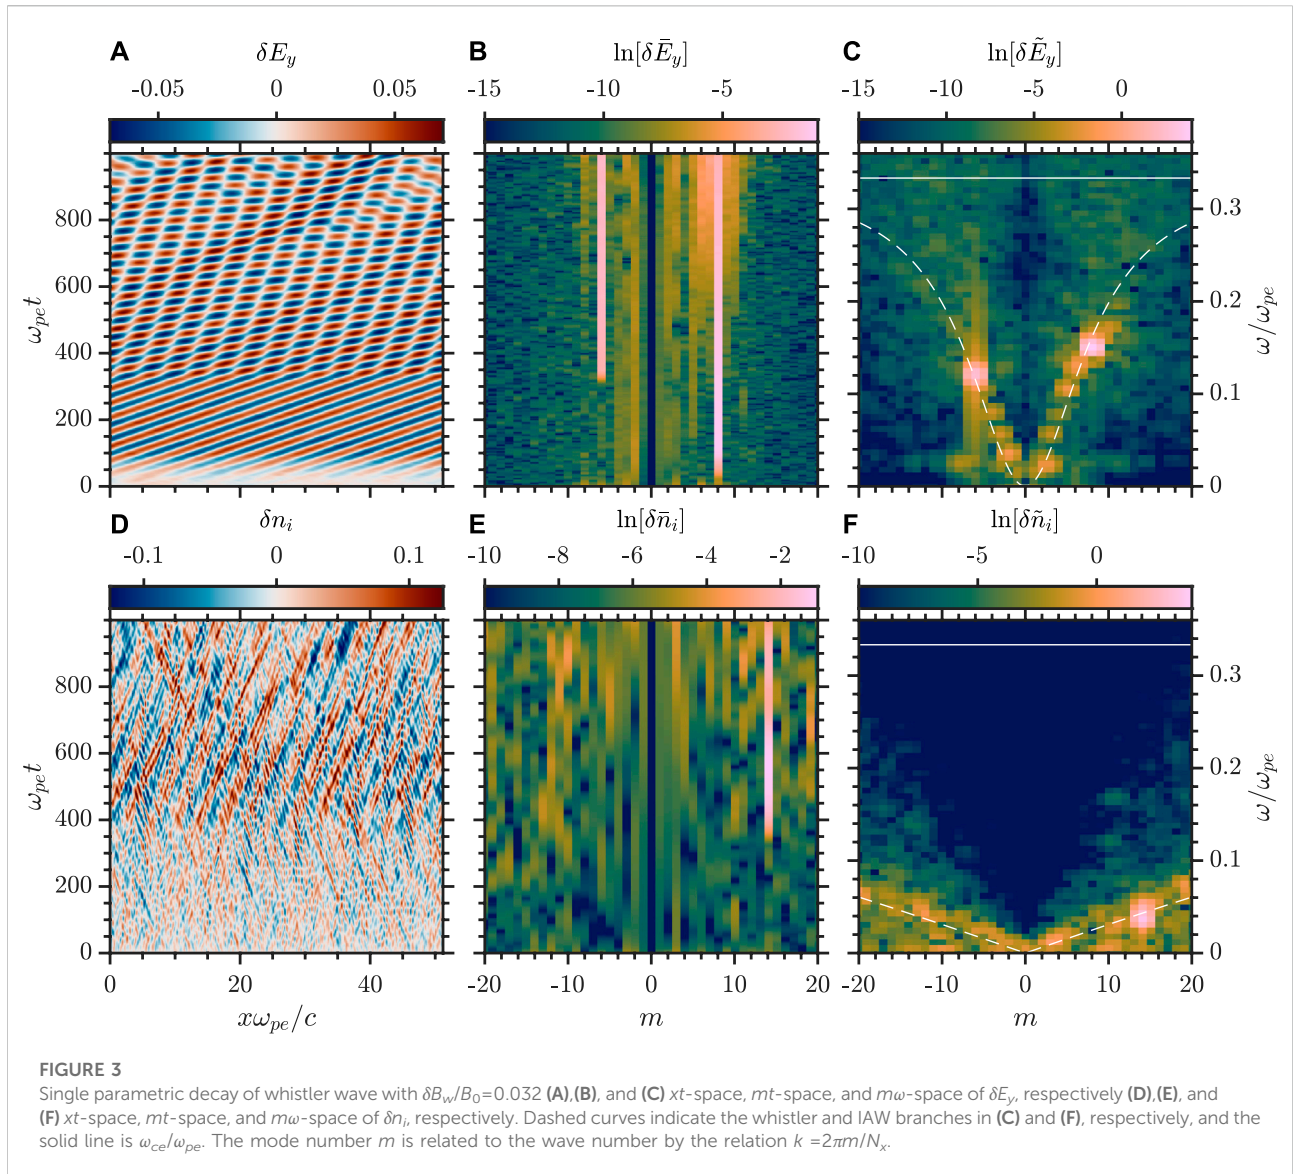 A δE_y
-0.05 0 0.05
B ln[δĒ_y]
-15 -10 -5
C ln[δẼ_y]
-15 -10 -5 0
ω_pe t
800
600
400
200
0
0.3
0.2
0.1
0
ω/ω_pe
D δn_i
-0.1 0 0.1
E ln[δn̄_i]
-10 -8 -6 -4 -2
F ln[δñ_i]
-10 -5 0
ω_pe t
800
600
400
200
0
0.3
0.2
0.1
0
ω/ω_pe
0 20 40
xω_pe/c
-20 -10 0 10 20
m
-20 -10 0 10 20
m
FIGURE 3
Single parametric decay of whistler wave with δB_w/B_0=0.032 (A),(B), and (C) xt-space, mt-space, and mω-space of δE_y, respectively (D),(E), and
(F) xt-space, mt-space, and mω-space of δn_i, respectively. Dashed curves indicate the whistler and IAW branches in (C) and (F), respectively, and the
solid line is ω_ce/ω_pe. The mode number m is related to the wave number by the relation k =2πm/N_x.